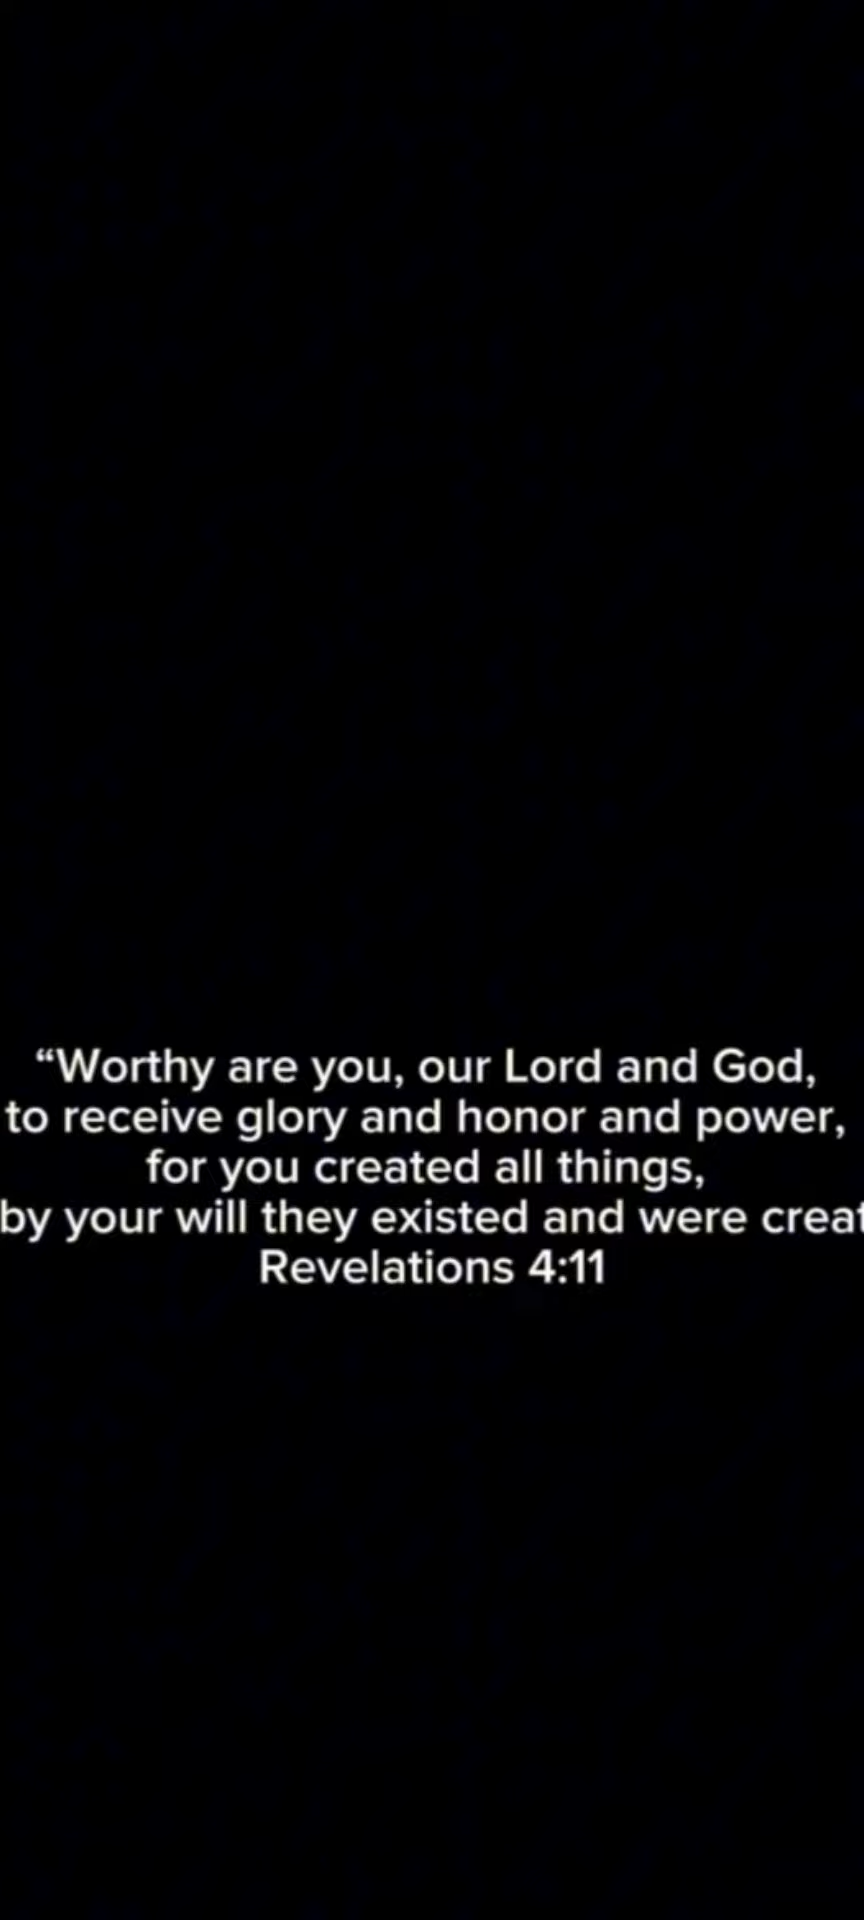 “Worthy are you, our Lord and God,
to receive glory and honor and power,
for you created all things,
by your will they existed and were
Revelations 4:11